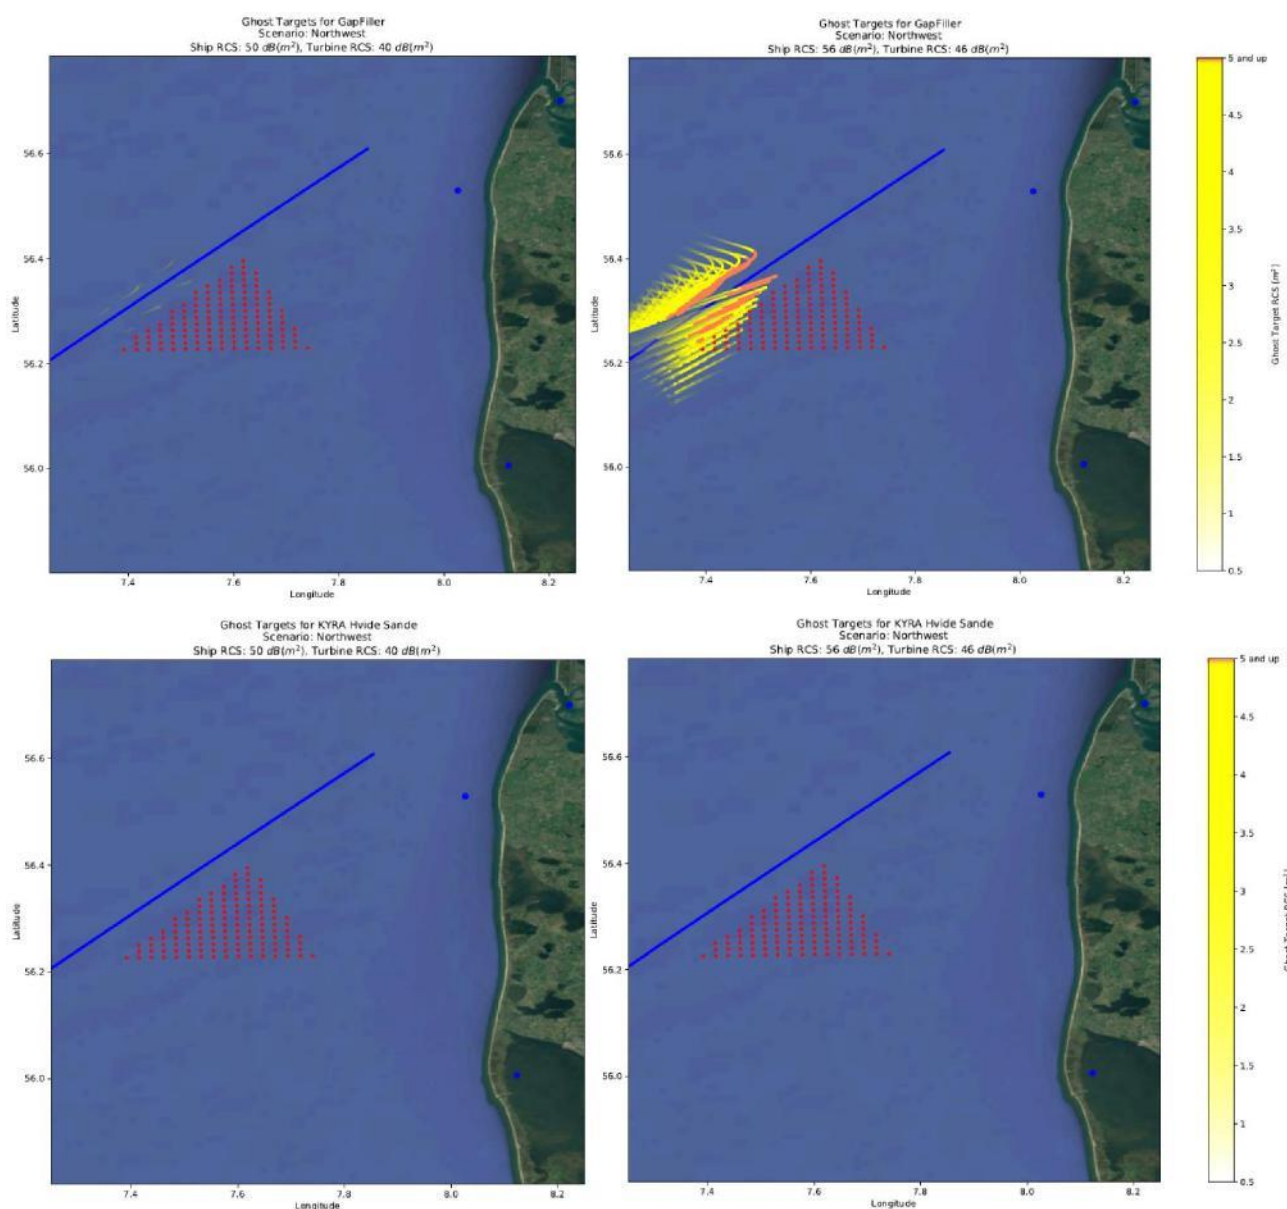 Ghost Targets for GapFiller
Scenario: Northwest
Ship RCS: 50 dB(m²), Turbine RCS: 40 dB(m²)
56.6
56.4
56.2
56.0
Latitude
7.4
7.6
7.8
8.0
8.2
Longitude
Ghost Targets for GapFiller
Scenario: Northwest
Ship RCS: 56 dB(m²), Turbine RCS: 46 dB(m²)
56.6
56.4
56.2
56.0
Latitude
7.4
7.6
7.8
8.0
8.2
Longitude
5 and up
4.5
4
3.5
3
2.5
2
1.5
1
0.5
Ghost Target RCS (m²)
Ghost Targets for KYRA Hvide Sande
Scenario: Northwest
Ship RCS: 50 dB(m²), Turbine RCS: 40 dB(m²)
56.6
56.4
56.2
56.0
Latitude
7.4
7.6
7.8
8.0
8.2
Longitude
Ghost Targets for KYRA Hvide Sande
Scenario: Northwest
Ship RCS: 56 dB(m²), Turbine RCS: 46 dB(m²)
56.6
56.4
56.2
56.0
Latitude
7.4
7.6
7.8
8.0
8.2
Longitude
5 and up
4.5
4
3.5
3
2.5
2
1.5
1
0.5
Ghost Target RCS (m²)